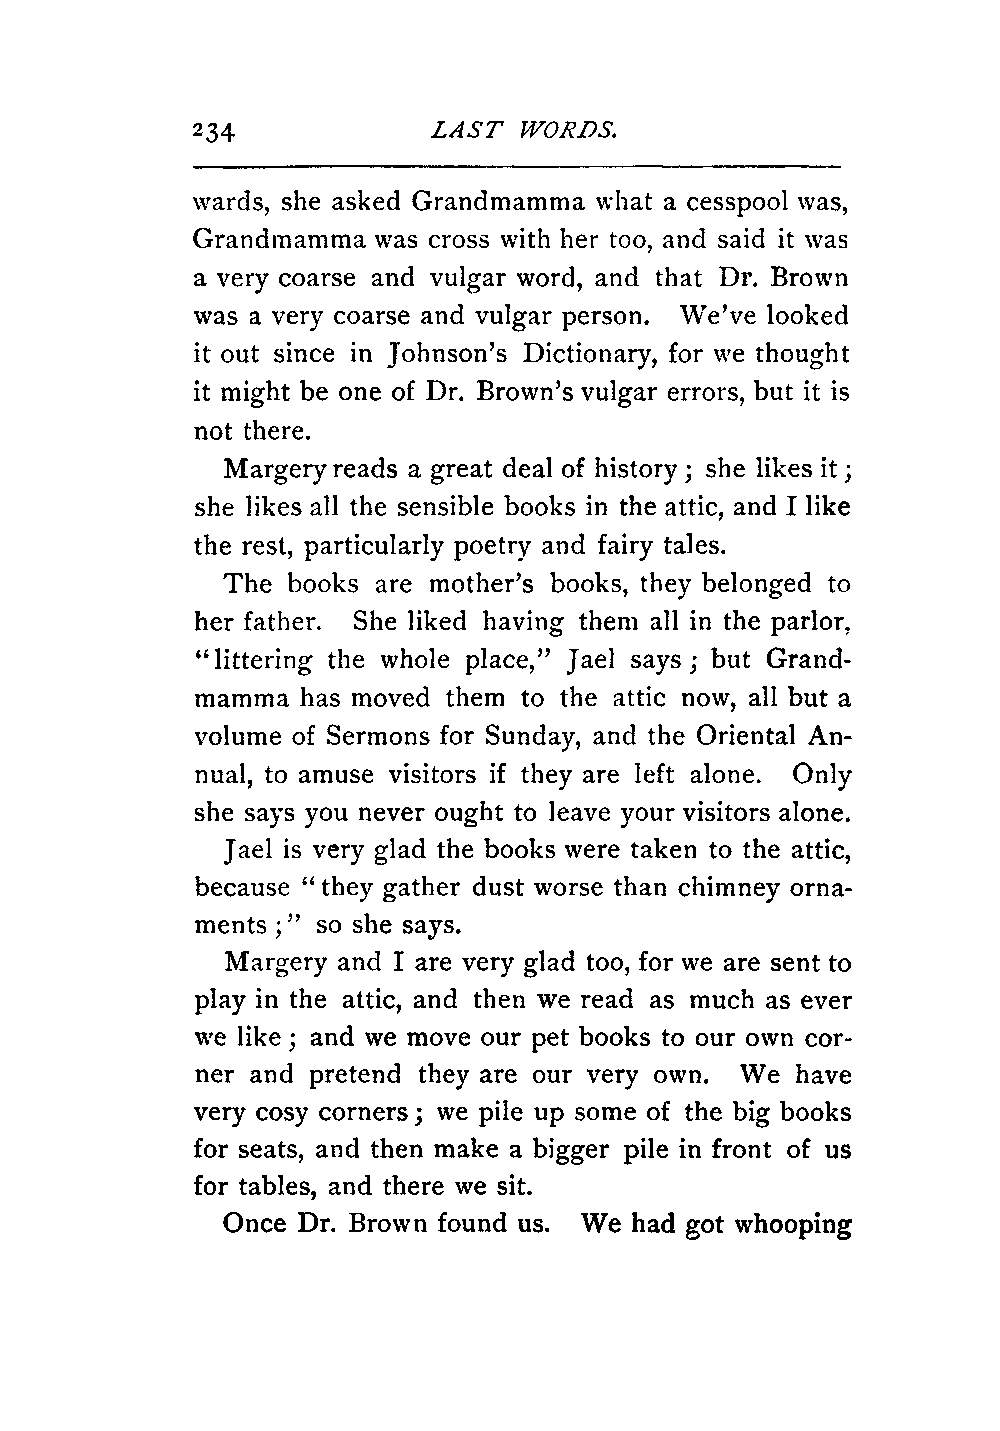 234 LAST WORDS.
wards, she asked Grandmamma what a cesspool was,
Grandmamma was cross with her too, and said it was
a very coarse and vulgar word, and that Dr. Brown
was a very coarse and vulgar person. We've looked
it out since in Johnson's Dictionary, for we thought
it might be one of Dr. Brown's vulgar errors, but it is
not there.
Margery reads a great deal of history; she likes it;
she likes all the sensible books in the attic, and I like
the rest, particularly poetry and fairy tales.
The books are mother's books, they belonged to
her father. She liked having them all in the parlor,
"littering the whole place," Jael says; but Grand-
mamma has moved them to the attic now, all but a
volume of Sermons for Sunday, and the Oriental An-
nual, to amuse visitors if they are left alone. Only
she says you never ought to leave your visitors alone.
Jael is very glad the books were taken to the attic,
because "they gather dust worse than chimney orna-
ments;" so she says.
Margery and I are very glad too, for we are sent to
play in the attic, and then we read as much as ever
we like; and we move our pet books to our own cor-
ner and pretend they are our very own. We have
very cosy corners; we pile up some of the big books
for seats, and then make a bigger pile in front of us
for tables, and there we sit.
Once Dr. Brown found us. We had got whooping